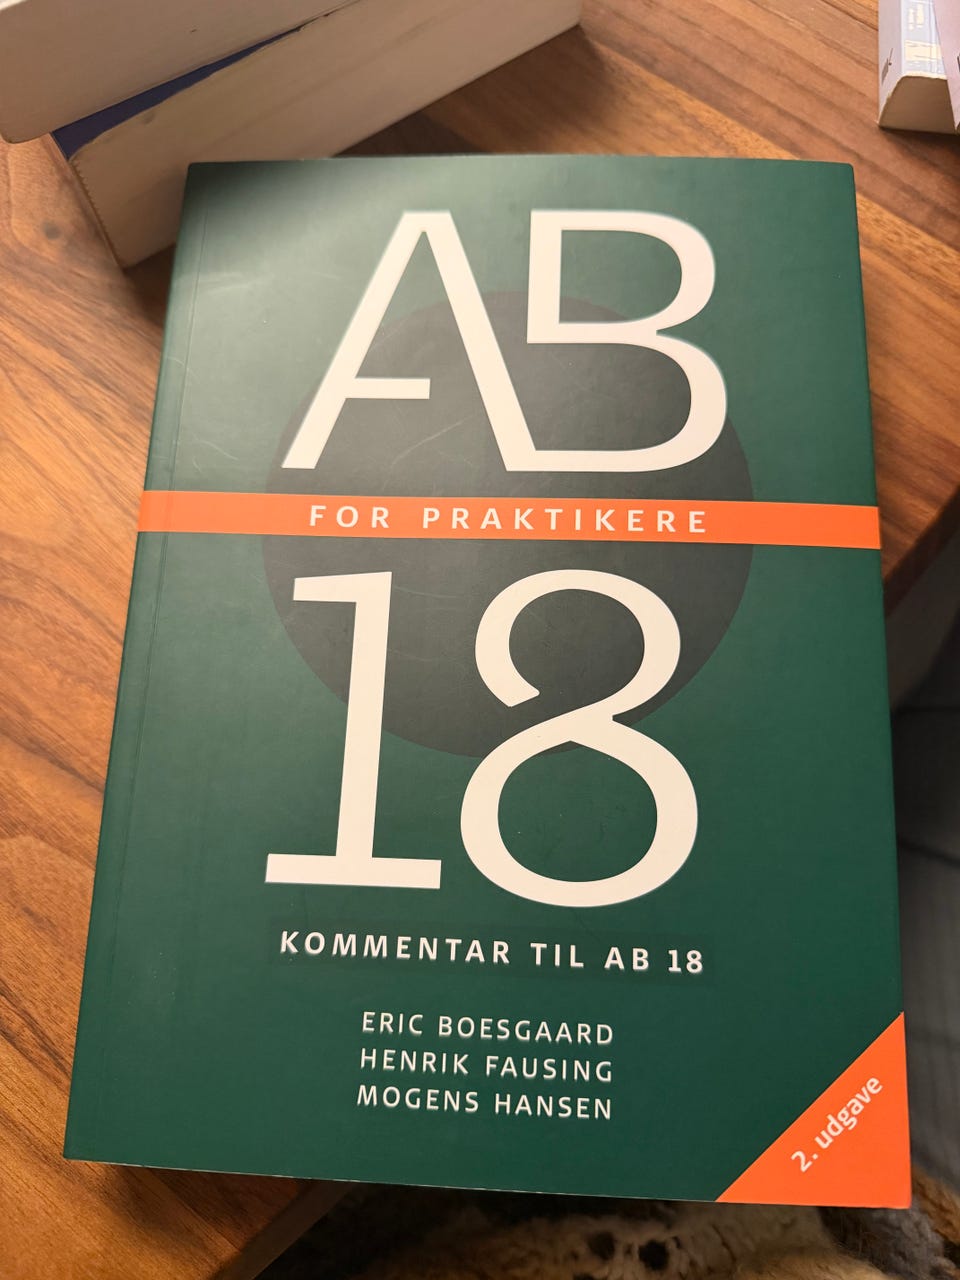 AB
FOR PRAKTIKERE
18
KOMMENTAR TIL AB 18
ERIC BOESGAARD
HENRIK FAUSING
MOGENS HANSEN
2. udgave